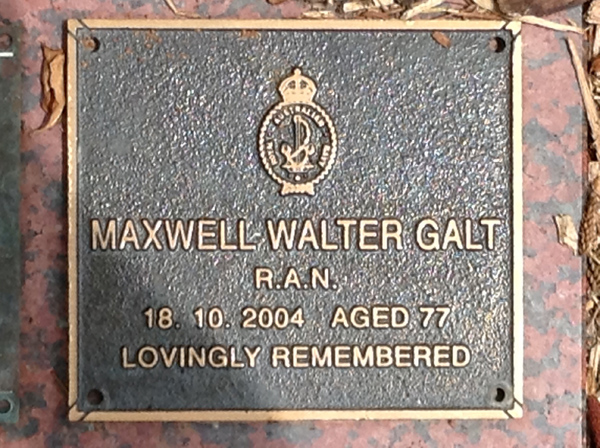 MAXWELL WALTER GALT
R.A.N.
18. 10. 2004 AGED 77
LOVINGLY REMEMBERED